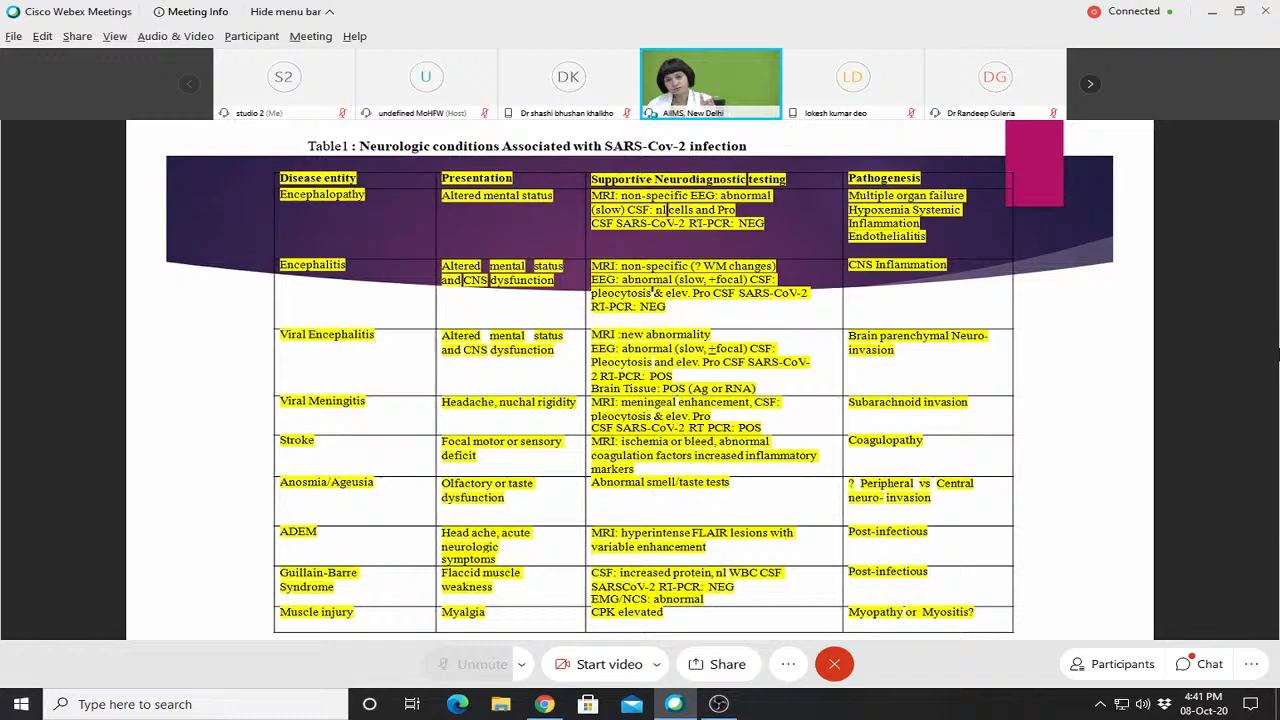 Cisco Webex Meetings
Meeting Info
Hide menu bar
Connected
File Edit Share View Audio & Video Participant Meeting Help
S2
U
DK
LD
DG
studio 2 (Me)
undefined MoHFW (Host)
Dr shashi bhushan khalkho
AIIMS, New Delhi
lokesh kumar deo
Dr Randeep Guleria
Table1 : Neurologic conditions Associated with SARS-Cov-2 infection
Disease entity
Presentation
Supportive Neurodiagnostic testing
Pathogenesis
Encephalopathy
Altered mental status
MRI: non-specific EEG: abnormal
(slow) CSF: nl cells and Pro
CSF SARS-CoV-2 RT-PCR: NEG
Multiple organ failure
Hypoxemia Systemic
Inflammation
Endothelialitis
Encephalitis
Altered mental status
and CNS dysfunction
MRI: non-specific (? WM changes)
EEG: abnormal (slow, +focal) CSF:
pleocytosis & elev. Pro CSF SARS-CoV-2
RT-PCR: NEG
CNS Inflammation
Viral Encephalitis
Altered mental status
and CNS dysfunction
MRI :new abnormality
EEG: abnormal (slow, ±focal) CSF:
Pleocytosis and elev. Pro CSF SARS-CoV-
2 RT-PCR: POS
Brain Tissue: POS (Ag or RNA)
Brain parenchymal Neuro-
invasion
Viral Meningitis
Headache, nuchal rigidity
MRI: meningeal enhancement, CSF:
pleocytosis & elev. Pro
CSF SARS-CoV-2 RT PCR: POS
Subarachnoid invasion
Stroke
Focal motor or sensory
deficit
MRI: ischemia or bleed, abnormal
coagulation factors increased inflammatory
markers
Coagulopathy
Anosmia/Ageusia
Olfactory or taste
dysfunction
Abnormal smell/taste tests
? Peripheral vs Central
neuro- invasion
ADEM
Head ache, acute
neurologic
symptoms
MRI: hyperintense FLAIR lesions with
variable enhancement
Post-infectious
Guillain-Barre
Syndrome
Flaccid muscle
weakness
CSF: increased protein, nl WBC CSF
SARSCoV-2 RT-PCR: NEG
EMG/NCS: abnormal
Post-infectious
Muscle injury
Myalgia
CPK elevated
Myopathy or Myositis?
Unmute
Start video
Share
Participants
Chat
Type here to search
4:41 PM
08-Oct-20